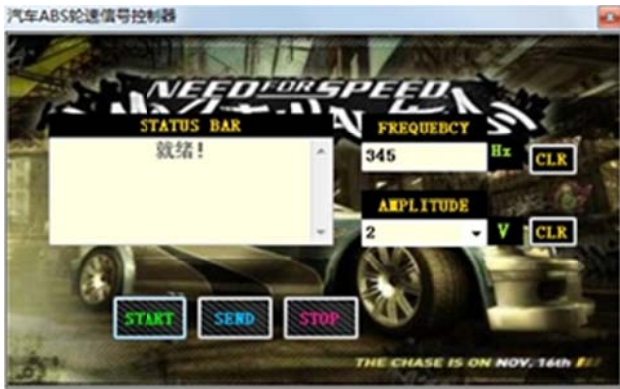 汽车ABS轮速信号控制器
NEED FOR SPEED
STATUS BAR
就绪!
FREQUEBCY
345
Hz
CLR
AMPLITUDE
2
V
CLR
START
SEND
STOP
THE CHASE IS ON NOV, 16th